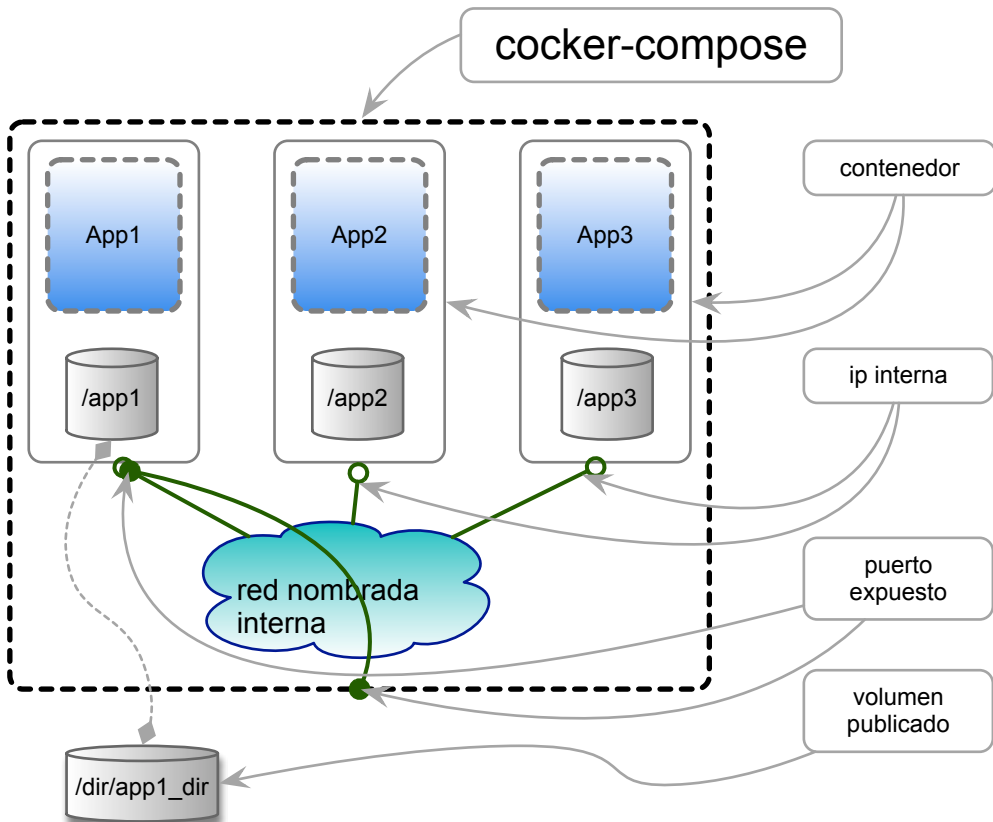 cocker-compose
App1
App2
App3
contenedor
/app1
/app2
/app3
ip interna
red nombrada
interna
puerto
expuesto
volumen
publicado
/dir/app1_dir